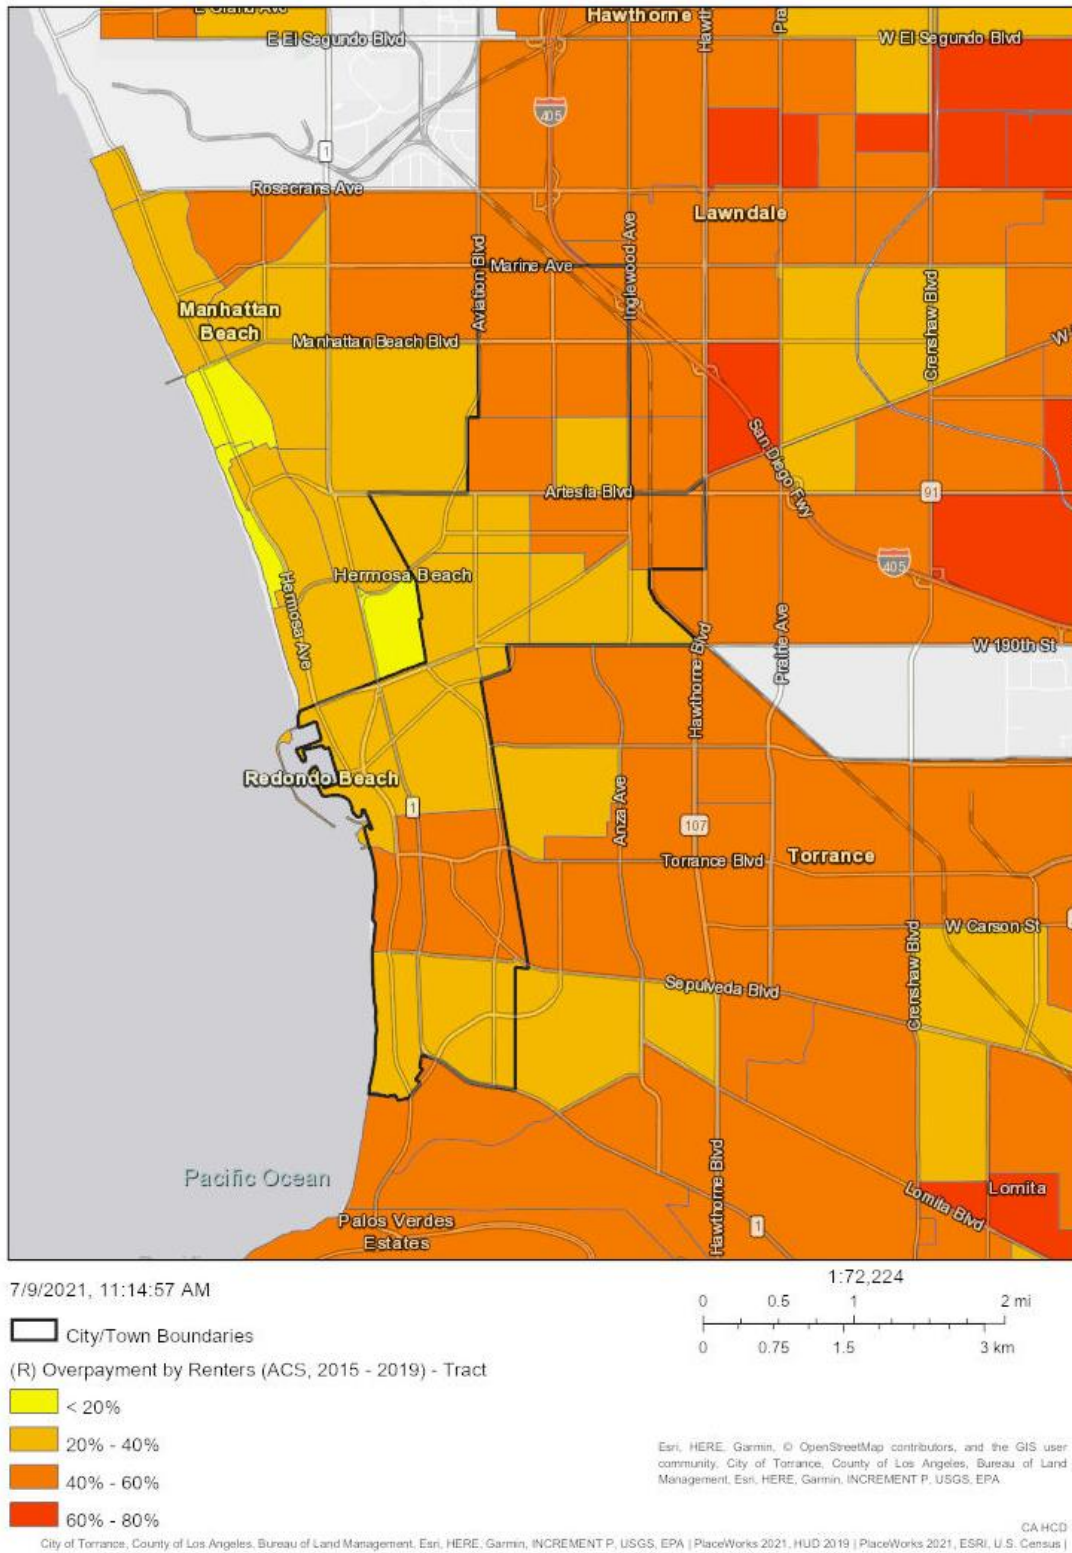 E Grand Ave
Hawthorne
E El Segundo Blvd
W El Segundo Blvd
405
1
Rosecrans Ave
Lawndale
Aviation Blvd
Marine Ave
Inglewood Ave
Crenshaw Blvd
Manhattan
Beach
Manhattan Beach Blvd
San Diego Fwy
Artesia Blvd
91
405
Hermosa Beach
Hermosa Ave
Hawthorne Blvd
Prairie Ave
W 190th St
Redondo Beach
1
Anza Ave
107
Torrance Blvd
Torrance
W Carson St
Crenshaw Blvd
Sepulveda Blvd
Pacific Ocean
Hawthorne Blvd
Lomita Blvd
Lomita
Palos Verdes
Estates
1
7/9/2021, 11:14:57 AM
1:72,224
0 0.5 1 2 mi
0 0.75 1.5 3 km
City/Town Boundaries
(R) Overpayment by Renters (ACS, 2015 - 2019) - Tract
< 20%
20% - 40%
40% - 60%
60% - 80%
Esri, HERE, Garmin, © OpenStreetMap contributors, and the GIS user
community, City of Torrance, County of Los Angeles, Bureau of Land
Management, Esri, HERE, Garmin, INCREMENT P, USGS, EPA
CA HCD
City of Torrance, County of Los Angeles, Bureau of Land Management, Esri, HERE, Garmin, INCREMENT P, USGS, EPA | PlaceWorks 2021, HUD 2019 | PlaceWorks 2021, ESRI, U.S. Census |